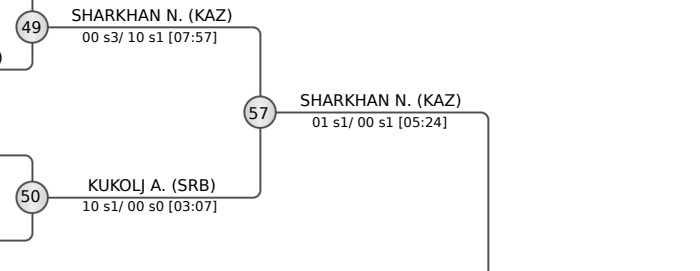 49
SHARKHAN N. (KAZ)
00 s3/ 10 s1 [07:57]
)
57
SHARKHAN N. (KAZ)
01 s1/ 00 s1 [05:24]
50
KUKOLJ A. (SRB)
10 s1/ 00 s0 [03:07]